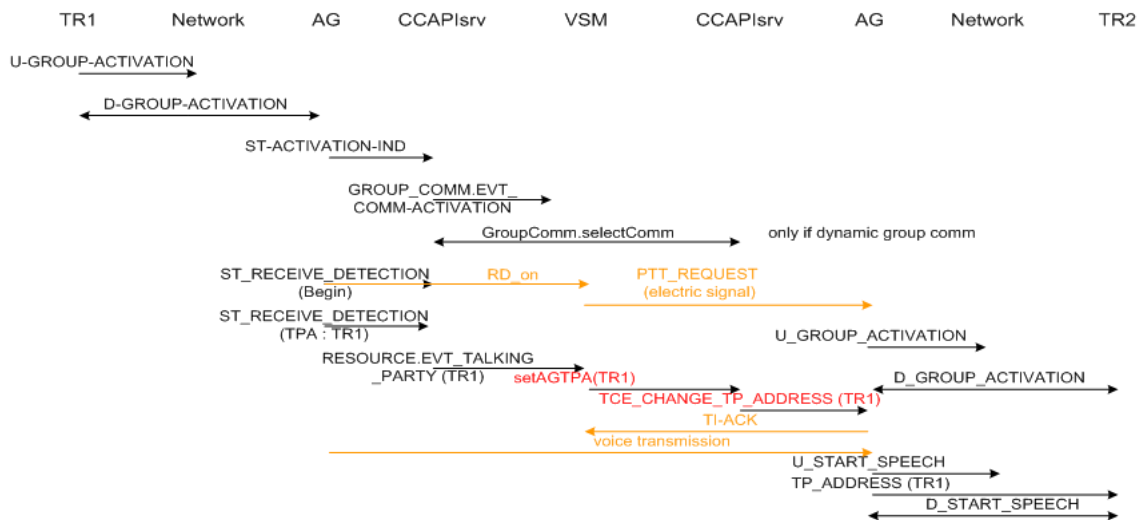 TR1 Network AG CCAPIsrv VSM CCAPIsrv AG Network TR2
U-GROUP-ACTIVATION
D-GROUP-ACTIVATION
ST-ACTIVATION-IND
GROUP_COMM.EVT_
COMM-ACTIVATION
GroupComm.selectComm only if dynamic group comm
ST_RECEIVE_DETECTION RD_on PTT_REQUEST
(Begin) (electric signal)
ST_RECEIVE_DETECTION
(TPA : TR1)
U_GROUP_ACTIVATION
RESOURCE.EVT_TALKING
_PARTY (TR1) setAGTPA(TR1) D_GROUP_ACTIVATION
TCE_CHANGE_TP_ADDRESS (TR1)
TI-ACK
voice transmission
U_START_SPEECH
TP_ADDRESS (TR1)
D_START_SPEECH